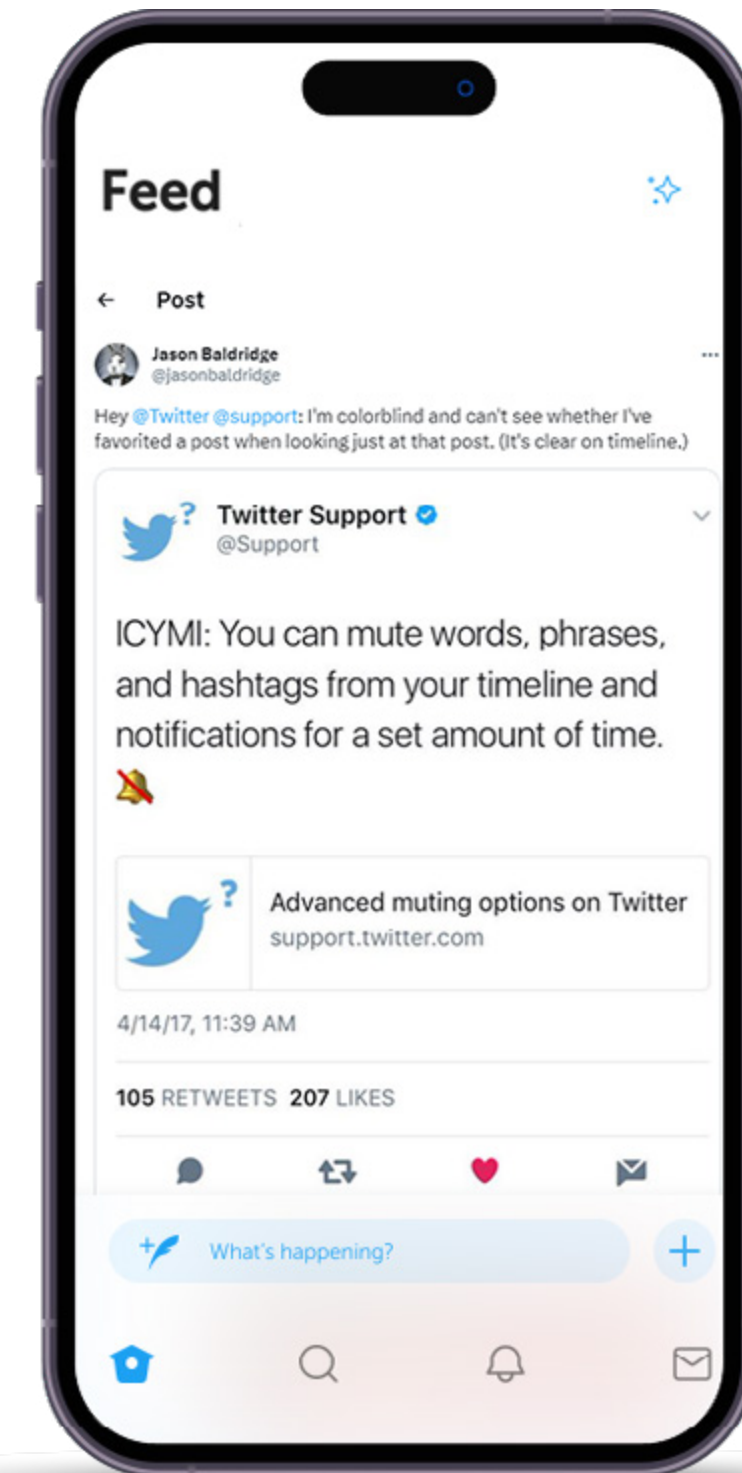 Feed
Post
Jason Baldridge
@jasonbaldridge
Hey @Twitter @support: I'm colorblind and can't see whether I've
favorited a post when looking just at that post. (It's clear on timeline.)
?
Twitter Support
@Support
ICYMI: You can mute words, phrases,
and hashtags from your timeline and
notifications for a set amount of time.
?
Advanced muting options on Twitter
support.twitter.com
4/14/17, 11:39 AM
105 RETWEETS 207 LIKES
What's happening?